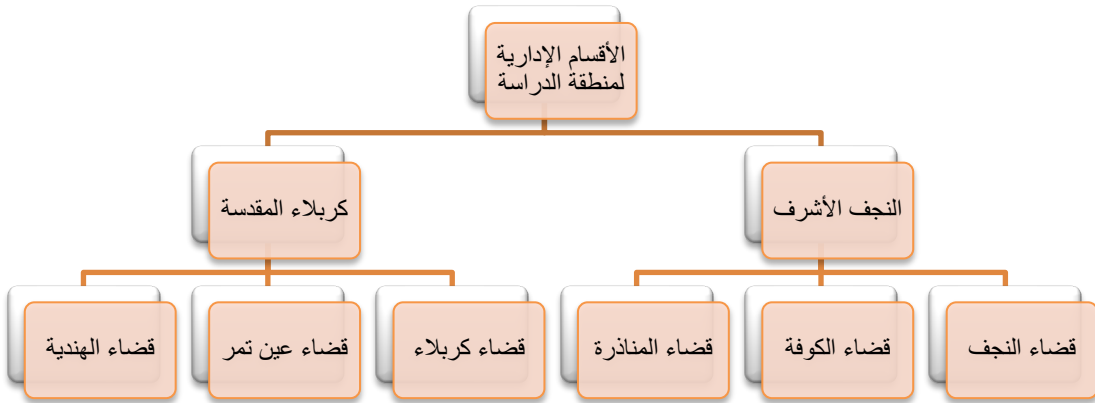 الأقسام الإدارية
لمنطقة الدراسة
النجف الأشرف
كربلاء المقدسة
قضاء النجف
قضاء الكوفة
قضاء المناذرة
قضاء كربلاء
قضاء عين تمر
قضاء الهندية